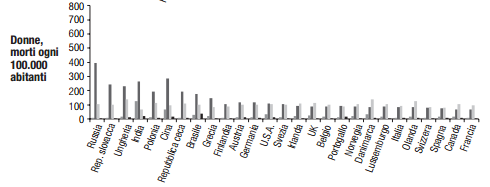 Donne,
morti ogni
100.000
abitanti
800
700
600
500
400
300
200
100
0
Russia
Rep. slovacca
Ungheria
India
Polonia
Cina
Repubblica ceca
Brasile
Grecia
Finlandia
Austria
Germania
U.S.A.
Svezia
Irlanda
UK
Belgio
Portogallo
Norvegia
Danimarca
Lussemburgo
Italia
Olanda
Svizzera
Spagna
Canada
Francia